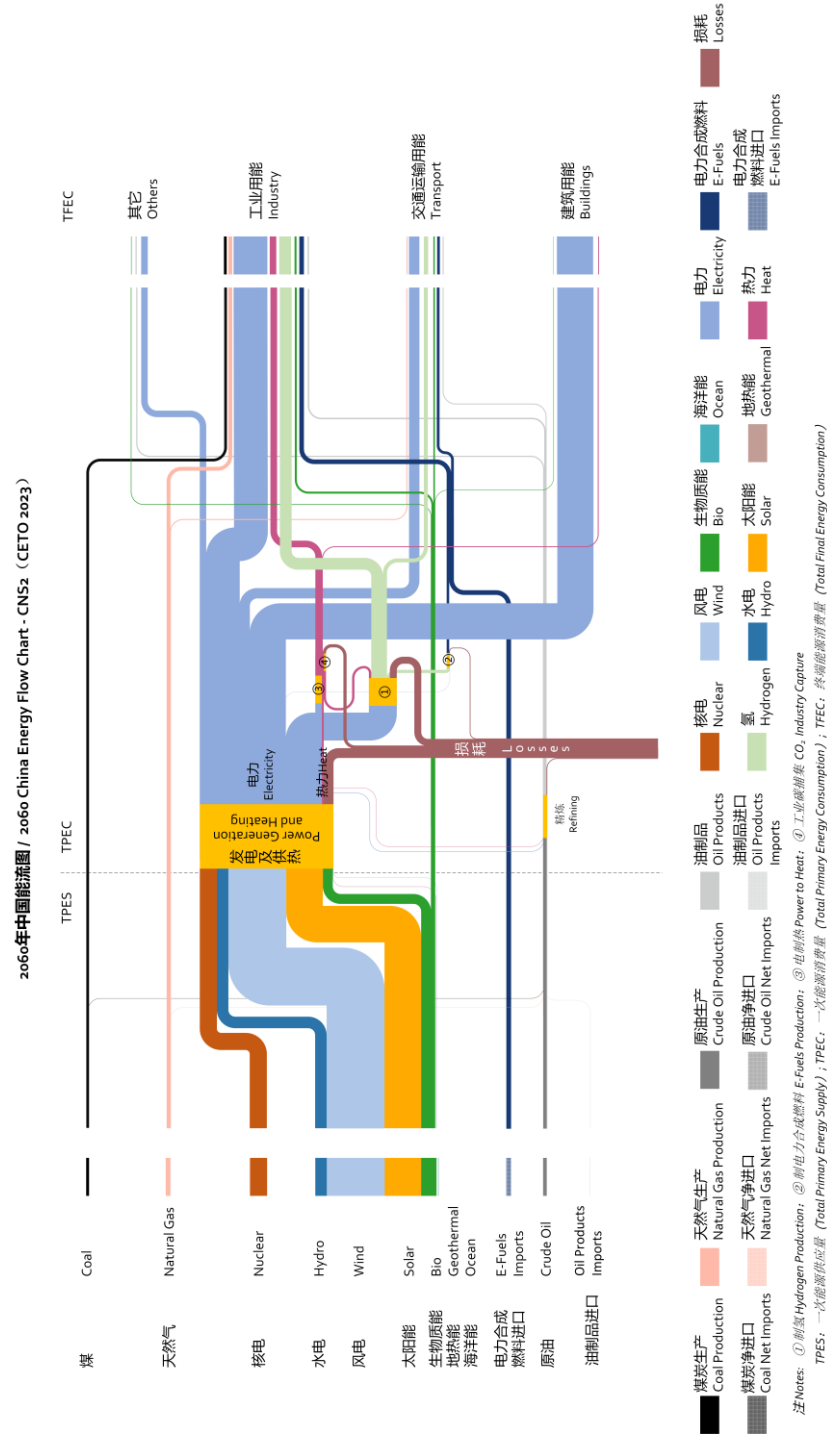 2060年中国能流图 / 2060 China Energy Flow Chart - CNS2（CETO 2023）
TPES
TPEC
TFEC
煤
Coal
天然气
Natural Gas
核电
Nuclear
水电
Hydro
风电
Wind
太阳能
Solar
生物质能
地热能
海洋能
Bio
Geothermal
Ocean
电力合成
燃料进口
E-Fuels
Imports
原油
Crude Oil
油制品进口
Oil Products
Imports
发电及供热
Power Generation
and Heating
电力
Electricity
热力Heat
①
②
③
④
损耗
Losses
精炼
Refining
其它
Others
工业用能
Industry
交通运输用能
Transport
建筑用能
Buildings
煤炭生产
Coal Production
天然气生产
Natural Gas Production
原油生产
Crude Oil Production
油制品
Oil Products
核电
Nuclear
风电
Wind
生物质能
Bio
海洋能
Ocean
电力
Electricity
电力合成燃料
E-Fuels
损耗
Losses
煤炭净进口
Coal Net Imports
天然气净进口
Natural Gas Net Imports
原油净进口
Crude Oil Net Imports
油制品进口
Oil Products
Imports
氢
Hydrogen
水电
Hydro
太阳能
Solar
地热能
Geothermal
热力
Heat
电力合成
燃料进口
E-Fuels Imports
注Notes: ①制氢Hydrogen Production; ②制电力合成燃料 E-Fuels Production; ③电制热Power to Heat; ④工业碳捕集 CO₂ Industry Capture
TPES: 一次能源供应量 (Total Primary Energy Supply) ; TPEC: 一次能源消费量 (Total Primary Energy Consumption) ; TFEC: 终端能源消费量 (Total Final Energy Consumption)